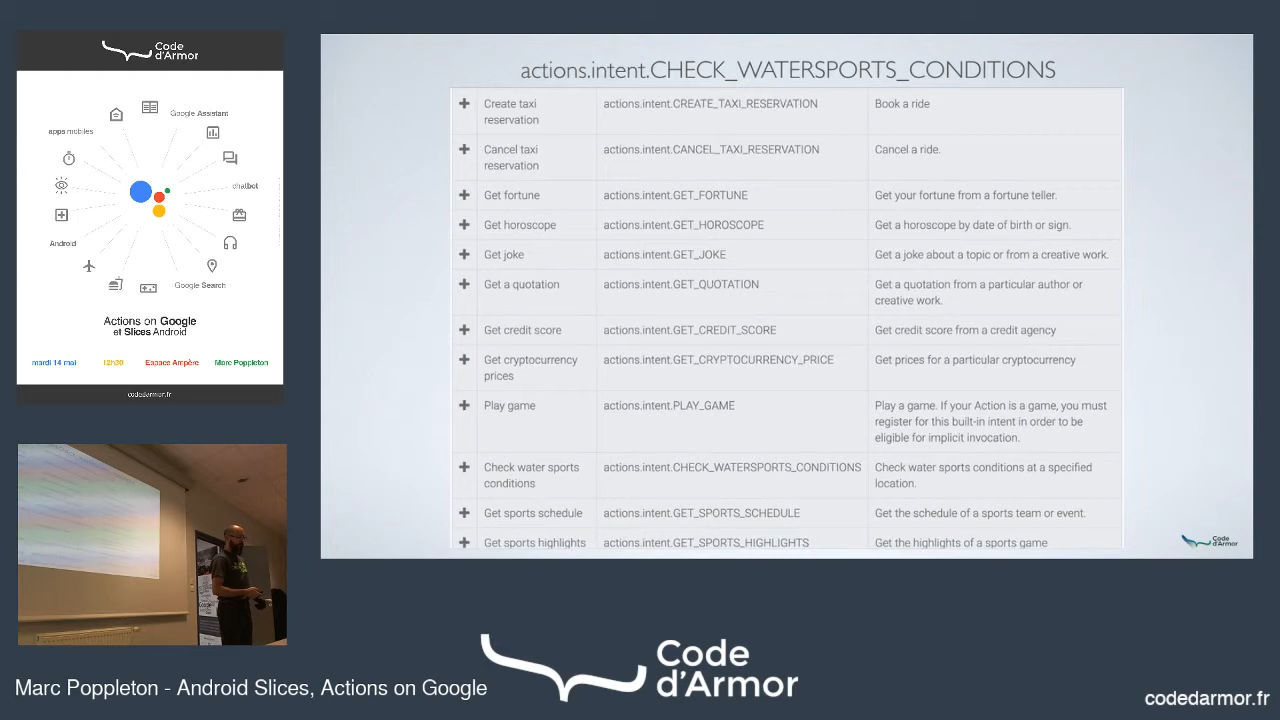 Code
d'Armor
Google Assistant
apps mobiles
chatbot
Android
Google Search
Actions on Google
et Slices Android
mardi 14 mai
12h30
Espace Ampère
Marc Poppleton
codedarmor.fr
actions.intent.CHECK_WATERSPORTS_CONDITIONS
Create taxi
reservation
actions.intent.CREATE_TAXI_RESERVATION
Book a ride
Cancel taxi
reservation
actions.intent.CANCEL_TAXI_RESERVATION
Cancel a ride.
Get fortune
actions.intent.GET_FORTUNE
Get your fortune from a fortune teller.
Get horoscope
actions.intent.GET_HOROSCOPE
Get a horoscope by date of birth or sign.
Get joke
actions.intent.GET_JOKE
Get a joke about a topic or from a creative work.
Get a quotation
actions.intent.GET_QUOTATION
Get a quotation from a particular author or
creative work.
Get credit score
actions.intent.GET_CREDIT_SCORE
Get credit score from a credit agency
Get cryptocurrency
prices
actions.intent.GET_CRYPTOCURRENCY_PRICE
Get prices for a particular cryptocurrency
Play game
actions.intent.PLAY_GAME
Play a game. If your Action is a game, you must
register for this built-in intent in order to be
eligible for implicit invocation.
Check water sports
conditions
actions.intent.CHECK_WATERSPORTS_CONDITIONS
Check water sports conditions at a specified
location.
Get sports schedule
actions.intent.GET_SPORTS_SCHEDULE
Get the schedule of a sports team or event.
Get sports highlights
actions.intent.GET_SPORTS_HIGHLIGHTS
Get the highlights of a sports game
Code
d'Armor
Marc Poppleton - Android Slices, Actions on Google
Code
d'Armor
codedarmor.fr